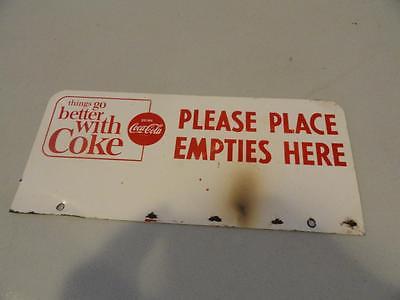 things go
better
with
Coke
DRINK
Coca-Cola
PLEASE PLACE
EMPTIES HERE